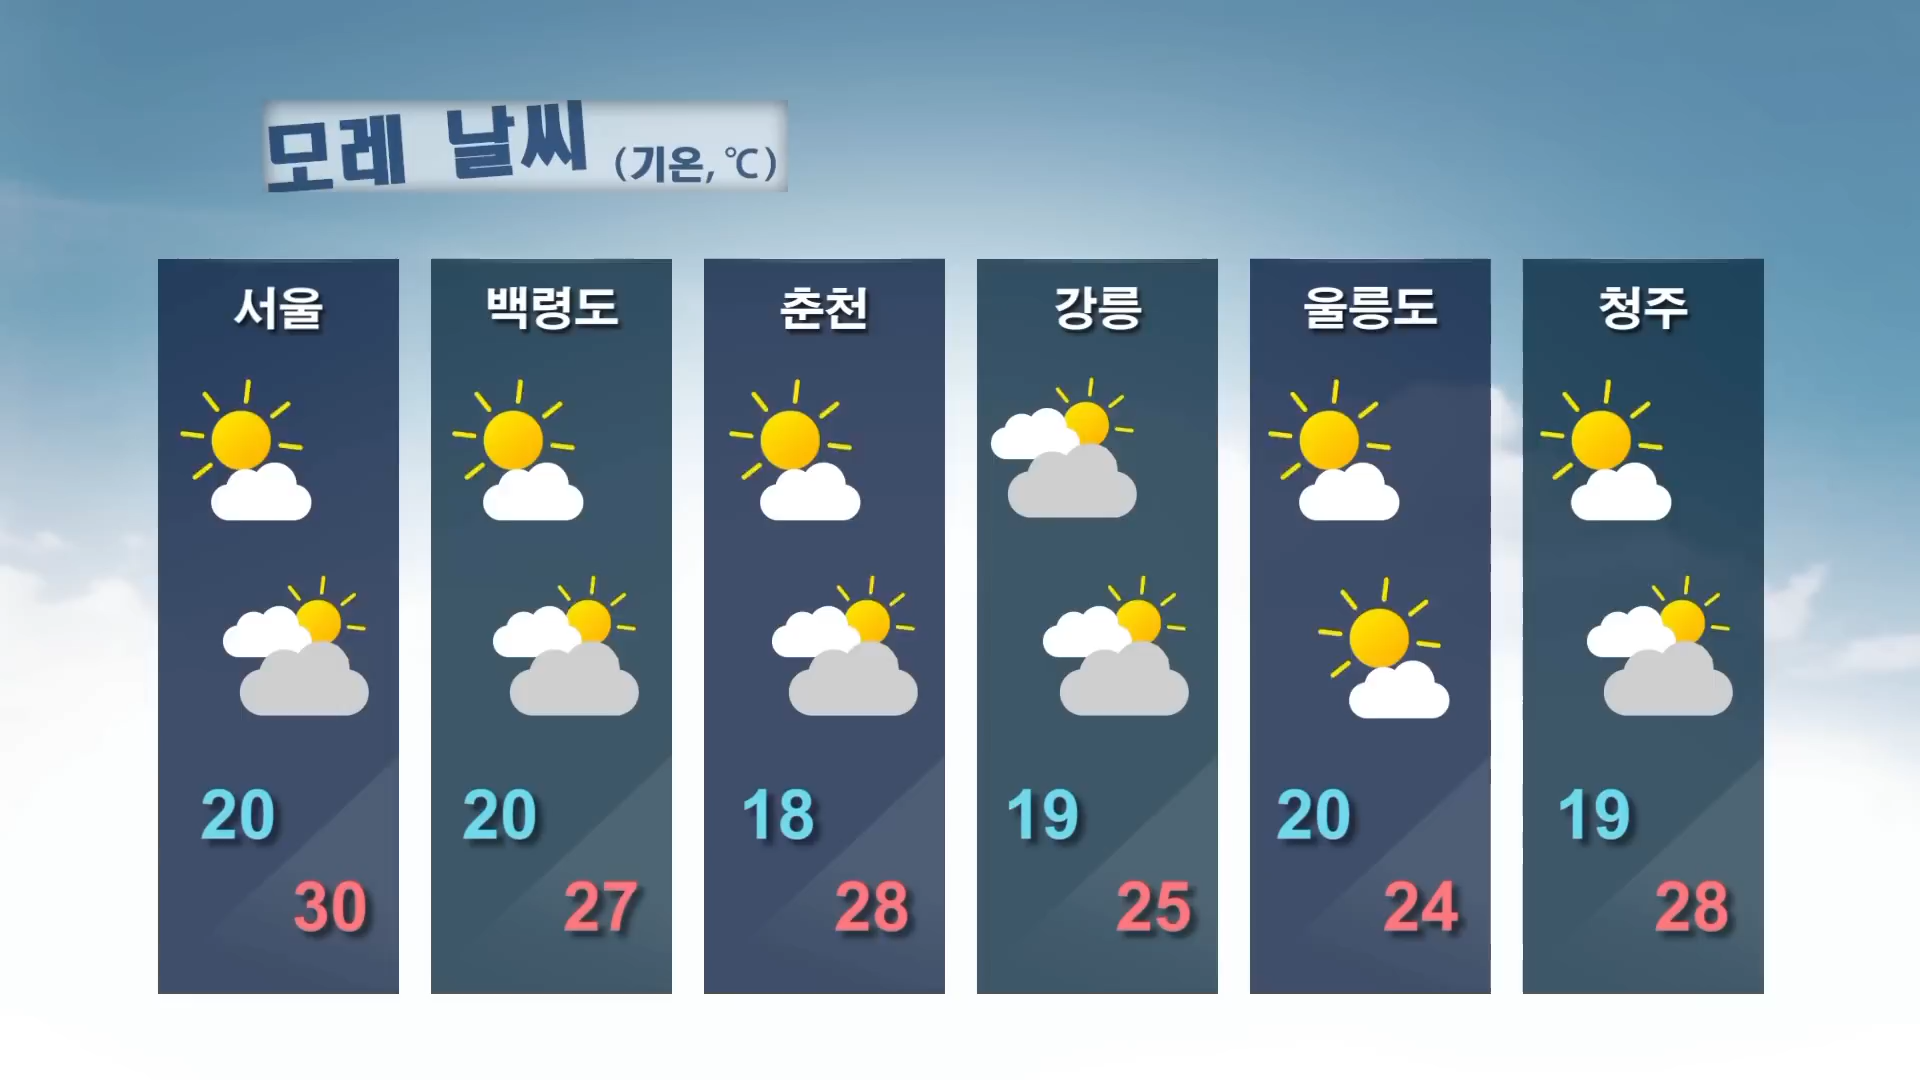 모레 날씨 (기온, ℃)
서울 백령도 춘천 강릉 울릉도 청주
20 20 18 19 20 19
30 27 28 25 24 28